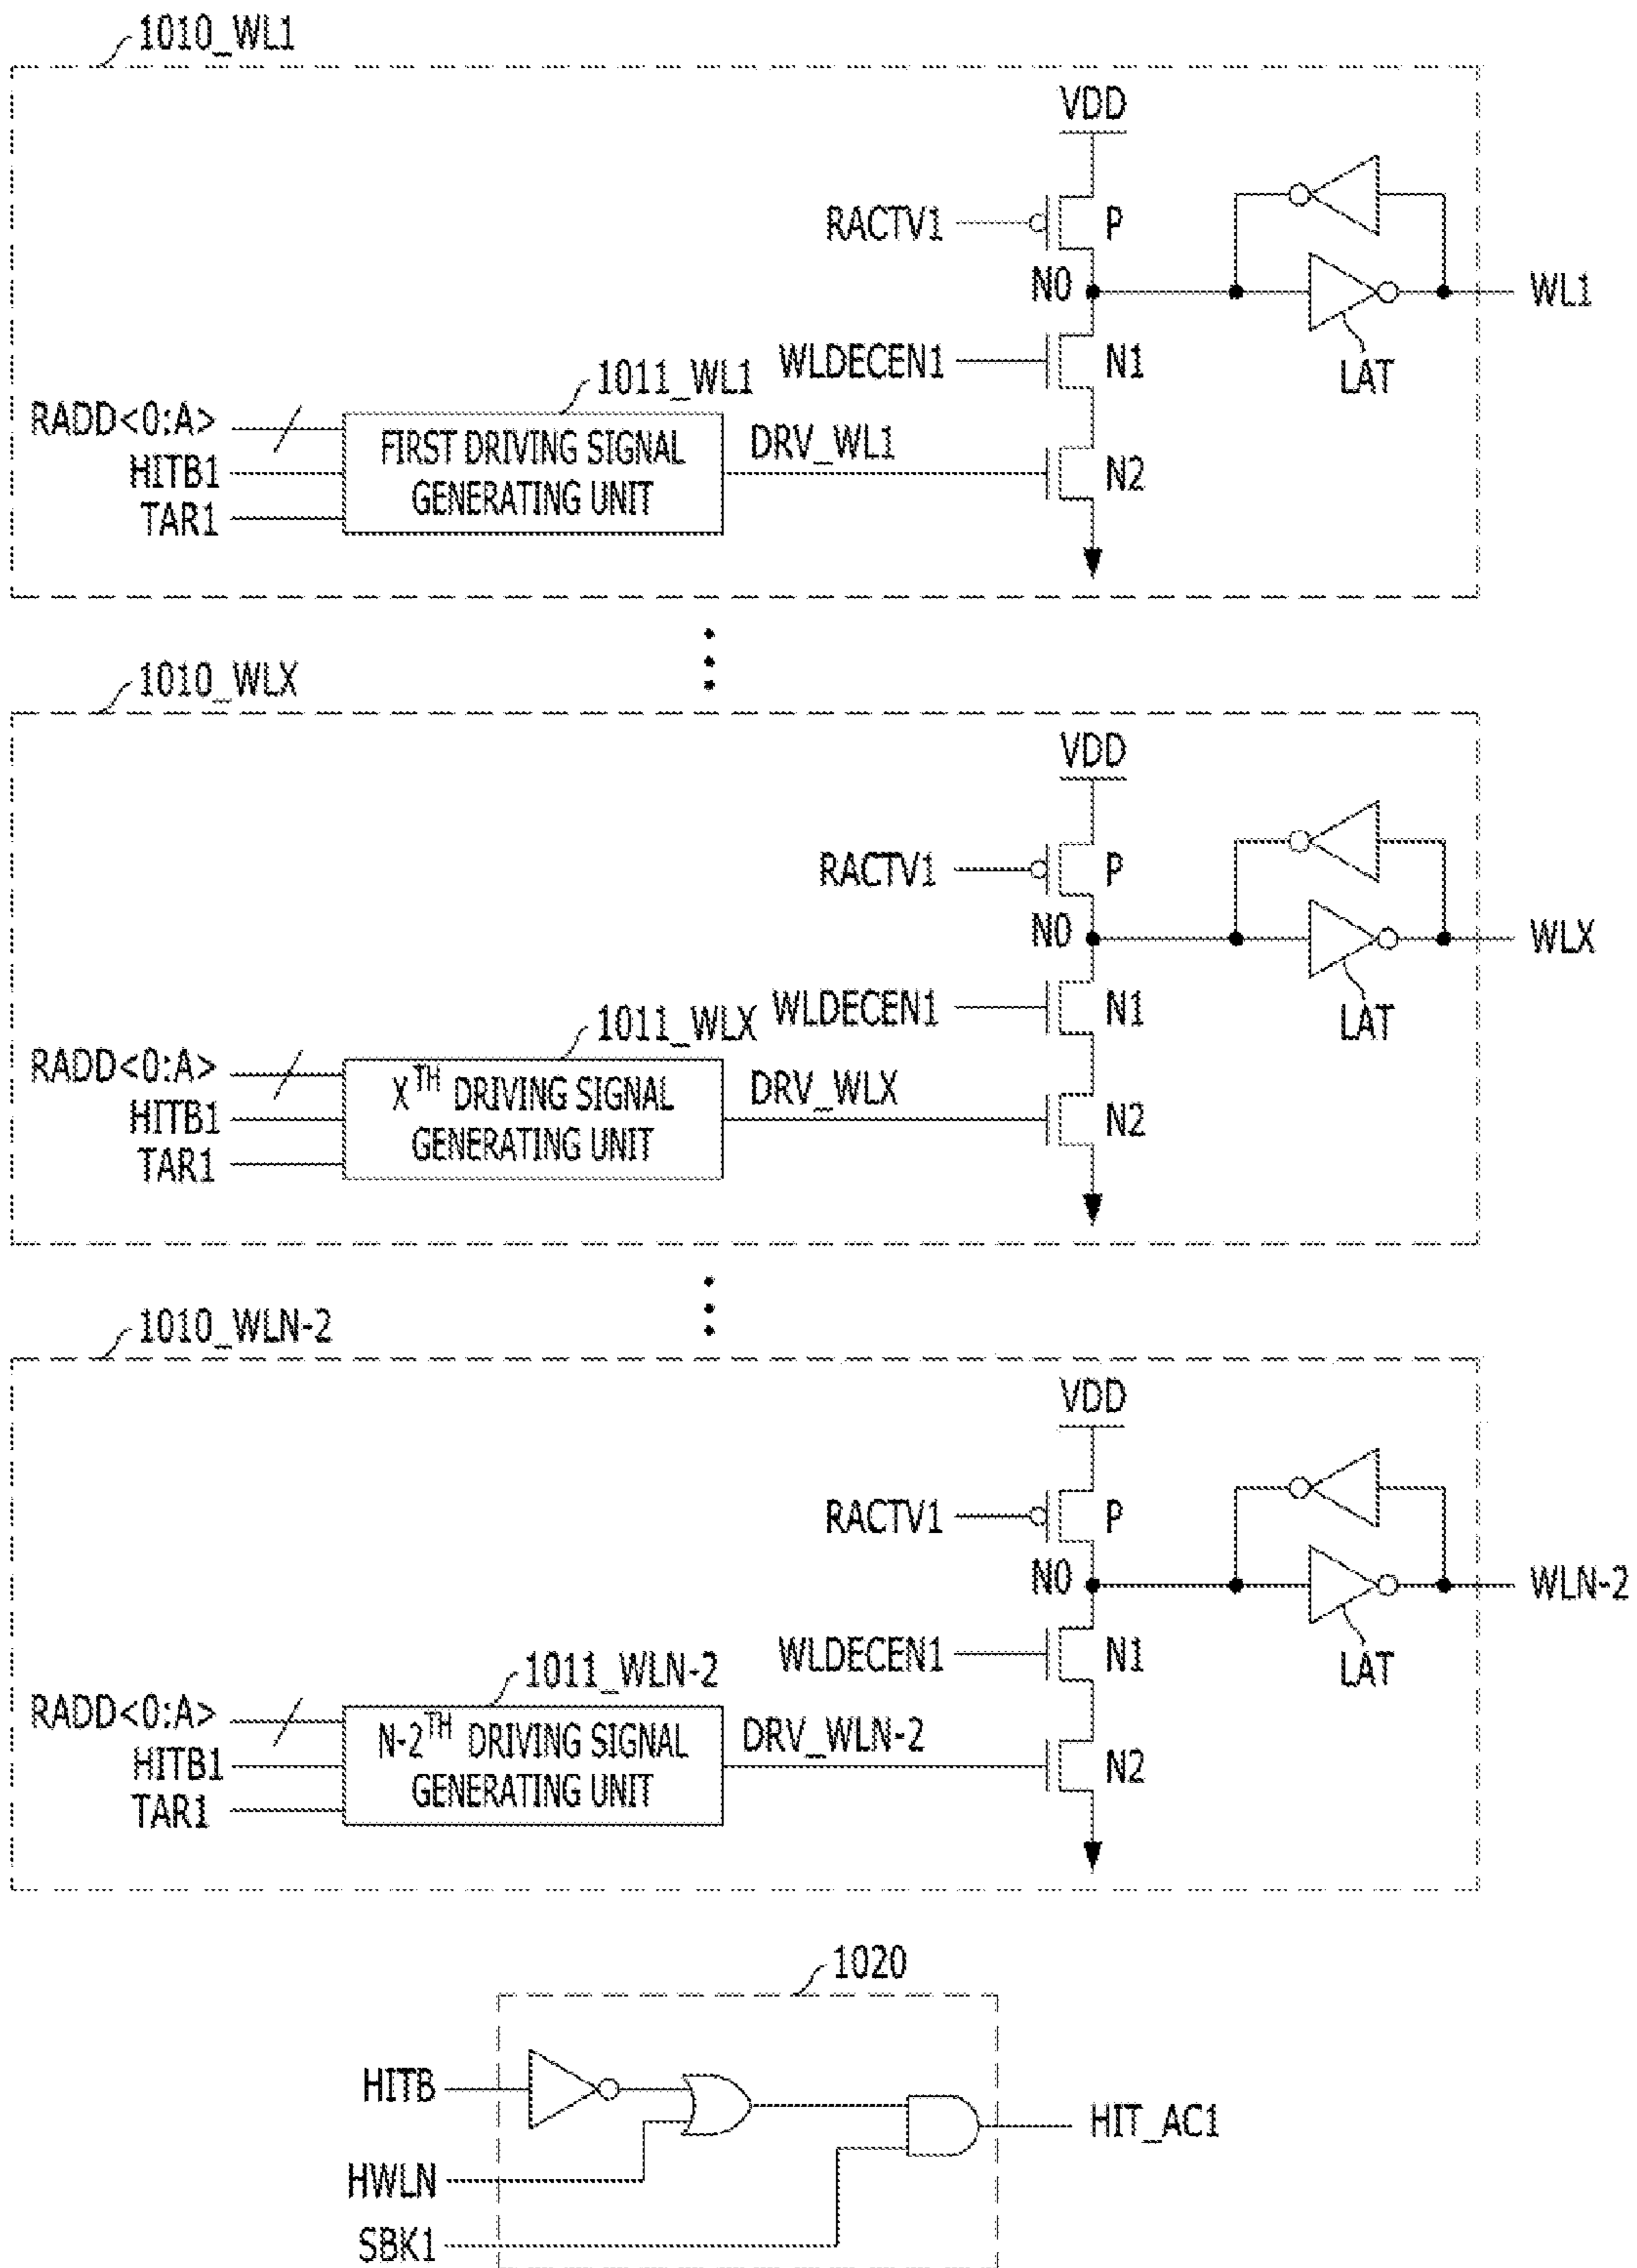 1010_WL1
VDD
RACTV1
P
N0
WL1
WLDECEN1
N1
LAT
1011_WL1
RADD<0:A>
HITB1
TAR1
FIRST DRIVING SIGNAL
GENERATING UNIT
DRV_WL1
N2
1010_WLX
VDD
RACTV1
P
N0
WLX
WLDECEN1
N1
LAT
1011_WLX
RADD<0:A>
HITB1
TAR1
X^TH DRIVING SIGNAL
GENERATING UNIT
DRV_WLX
N2
1010_WLN-2
VDD
RACTV1
P
N0
WLN-2
WLDECEN1
N1
LAT
1011_WLN-2
RADD<0:A>
HITB1
TAR1
N-2^TH DRIVING SIGNAL
GENERATING UNIT
DRV_WLN-2
N2
1020
HITB
HWLN
SBK1
HIT_AC1